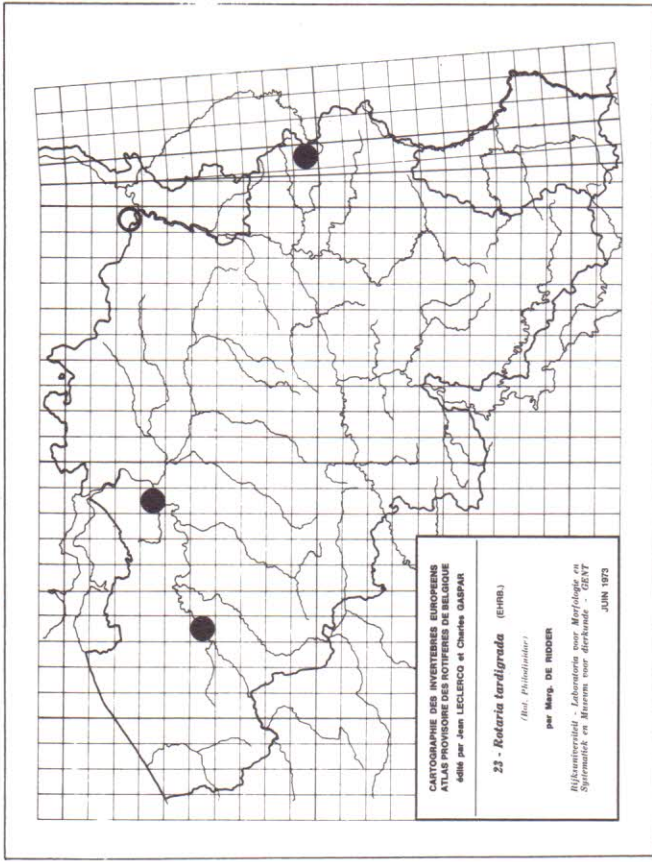 CARTOGRAPHIE DES INVERTEBRES EUROPEENS
ATLAS PROVISOIRE DES ROTIFERES DE BELGIQUE
édité par Jean LECLERCQ et Charles GASPAR
23 - Rotaria tardigrada (EHRB.)
(Rot. Philodinidae)
par Marg. DE RIDDER
Rijksuniversiteit - Laboratoria voor Morfologie en
Systematiek en Museum voor dierkunde - GENT
JUIN 1973